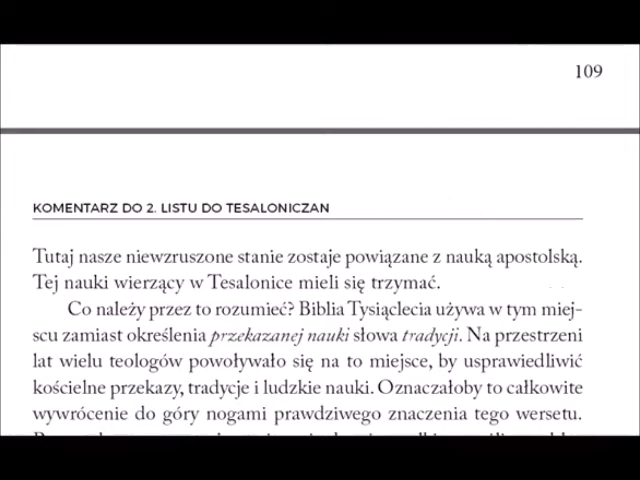 109
KOMENTARZ DO 2. LISTU DO TESALONICZAN
Tutaj nasze niewzruszone stanie zostaje powiązane z nauką apostolską.
Tej nauki wierzący w Tesalonice mieli się trzymać.
Co należy przez to rozumieć? Biblia Tysiąclecia używa w tym miej-
scu zamiast określenia przekazanej nauki słowa tradycji. Na przestrzeni
lat wielu teologów powoływało się na to miejsce, by usprawiedliwić
kościelne przekazy, tradycje i ludzkie nauki. Oznaczałoby to całkowite
wywrócenie do góry nogami prawdziwego znaczenia tego wersetu.